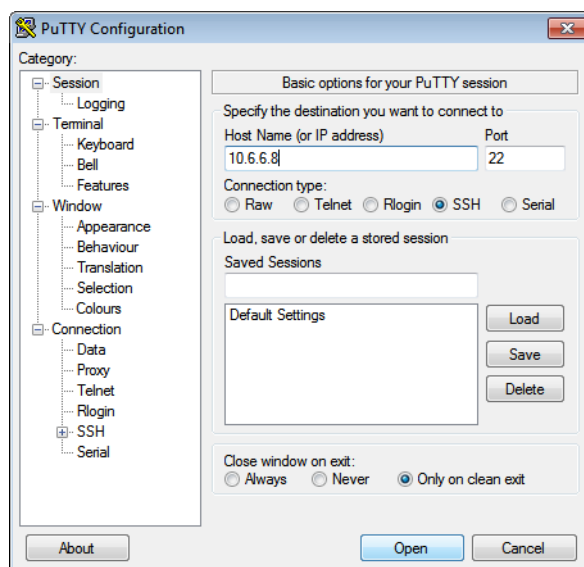 PuTTY Configuration
Category:
Session
Logging
Terminal
Keyboard
Bell
Features
Window
Appearance
Behaviour
Translation
Selection
Colours
Connection
Data
Proxy
Telnet
Rlogin
SSH
Serial
Basic options for your PuTTY session
Specify the destination you want to connect to
Host Name (or IP address) Port
10.6.6.8 22
Connection type:
Raw Telnet Rlogin SSH Serial
Load, save or delete a stored session
Saved Sessions
Default Settings
Load
Save
Delete
Close window on exit:
Always Never Only on clean exit
About Open Cancel